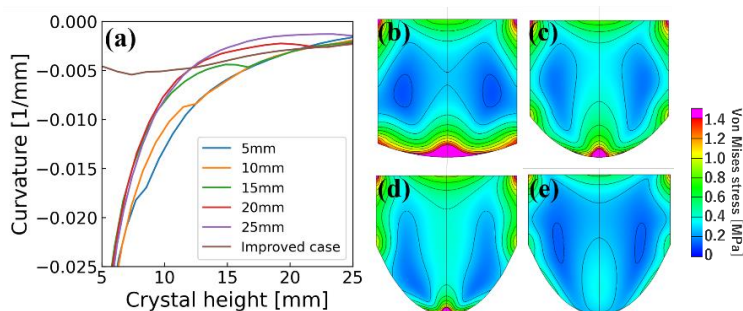 (a)
Curvature [1/mm]
0.000
−0.005
−0.010
−0.015
−0.020
−0.025
5
10
15
20
25
Crystal height [mm]
5mm
10mm
15mm
20mm
25mm
Improved case
(b)
(c)
(d)
(e)
Von Mises stress [MPa]
1.4
1.2
1.0
0.8
0.6
0.4
0.2
0